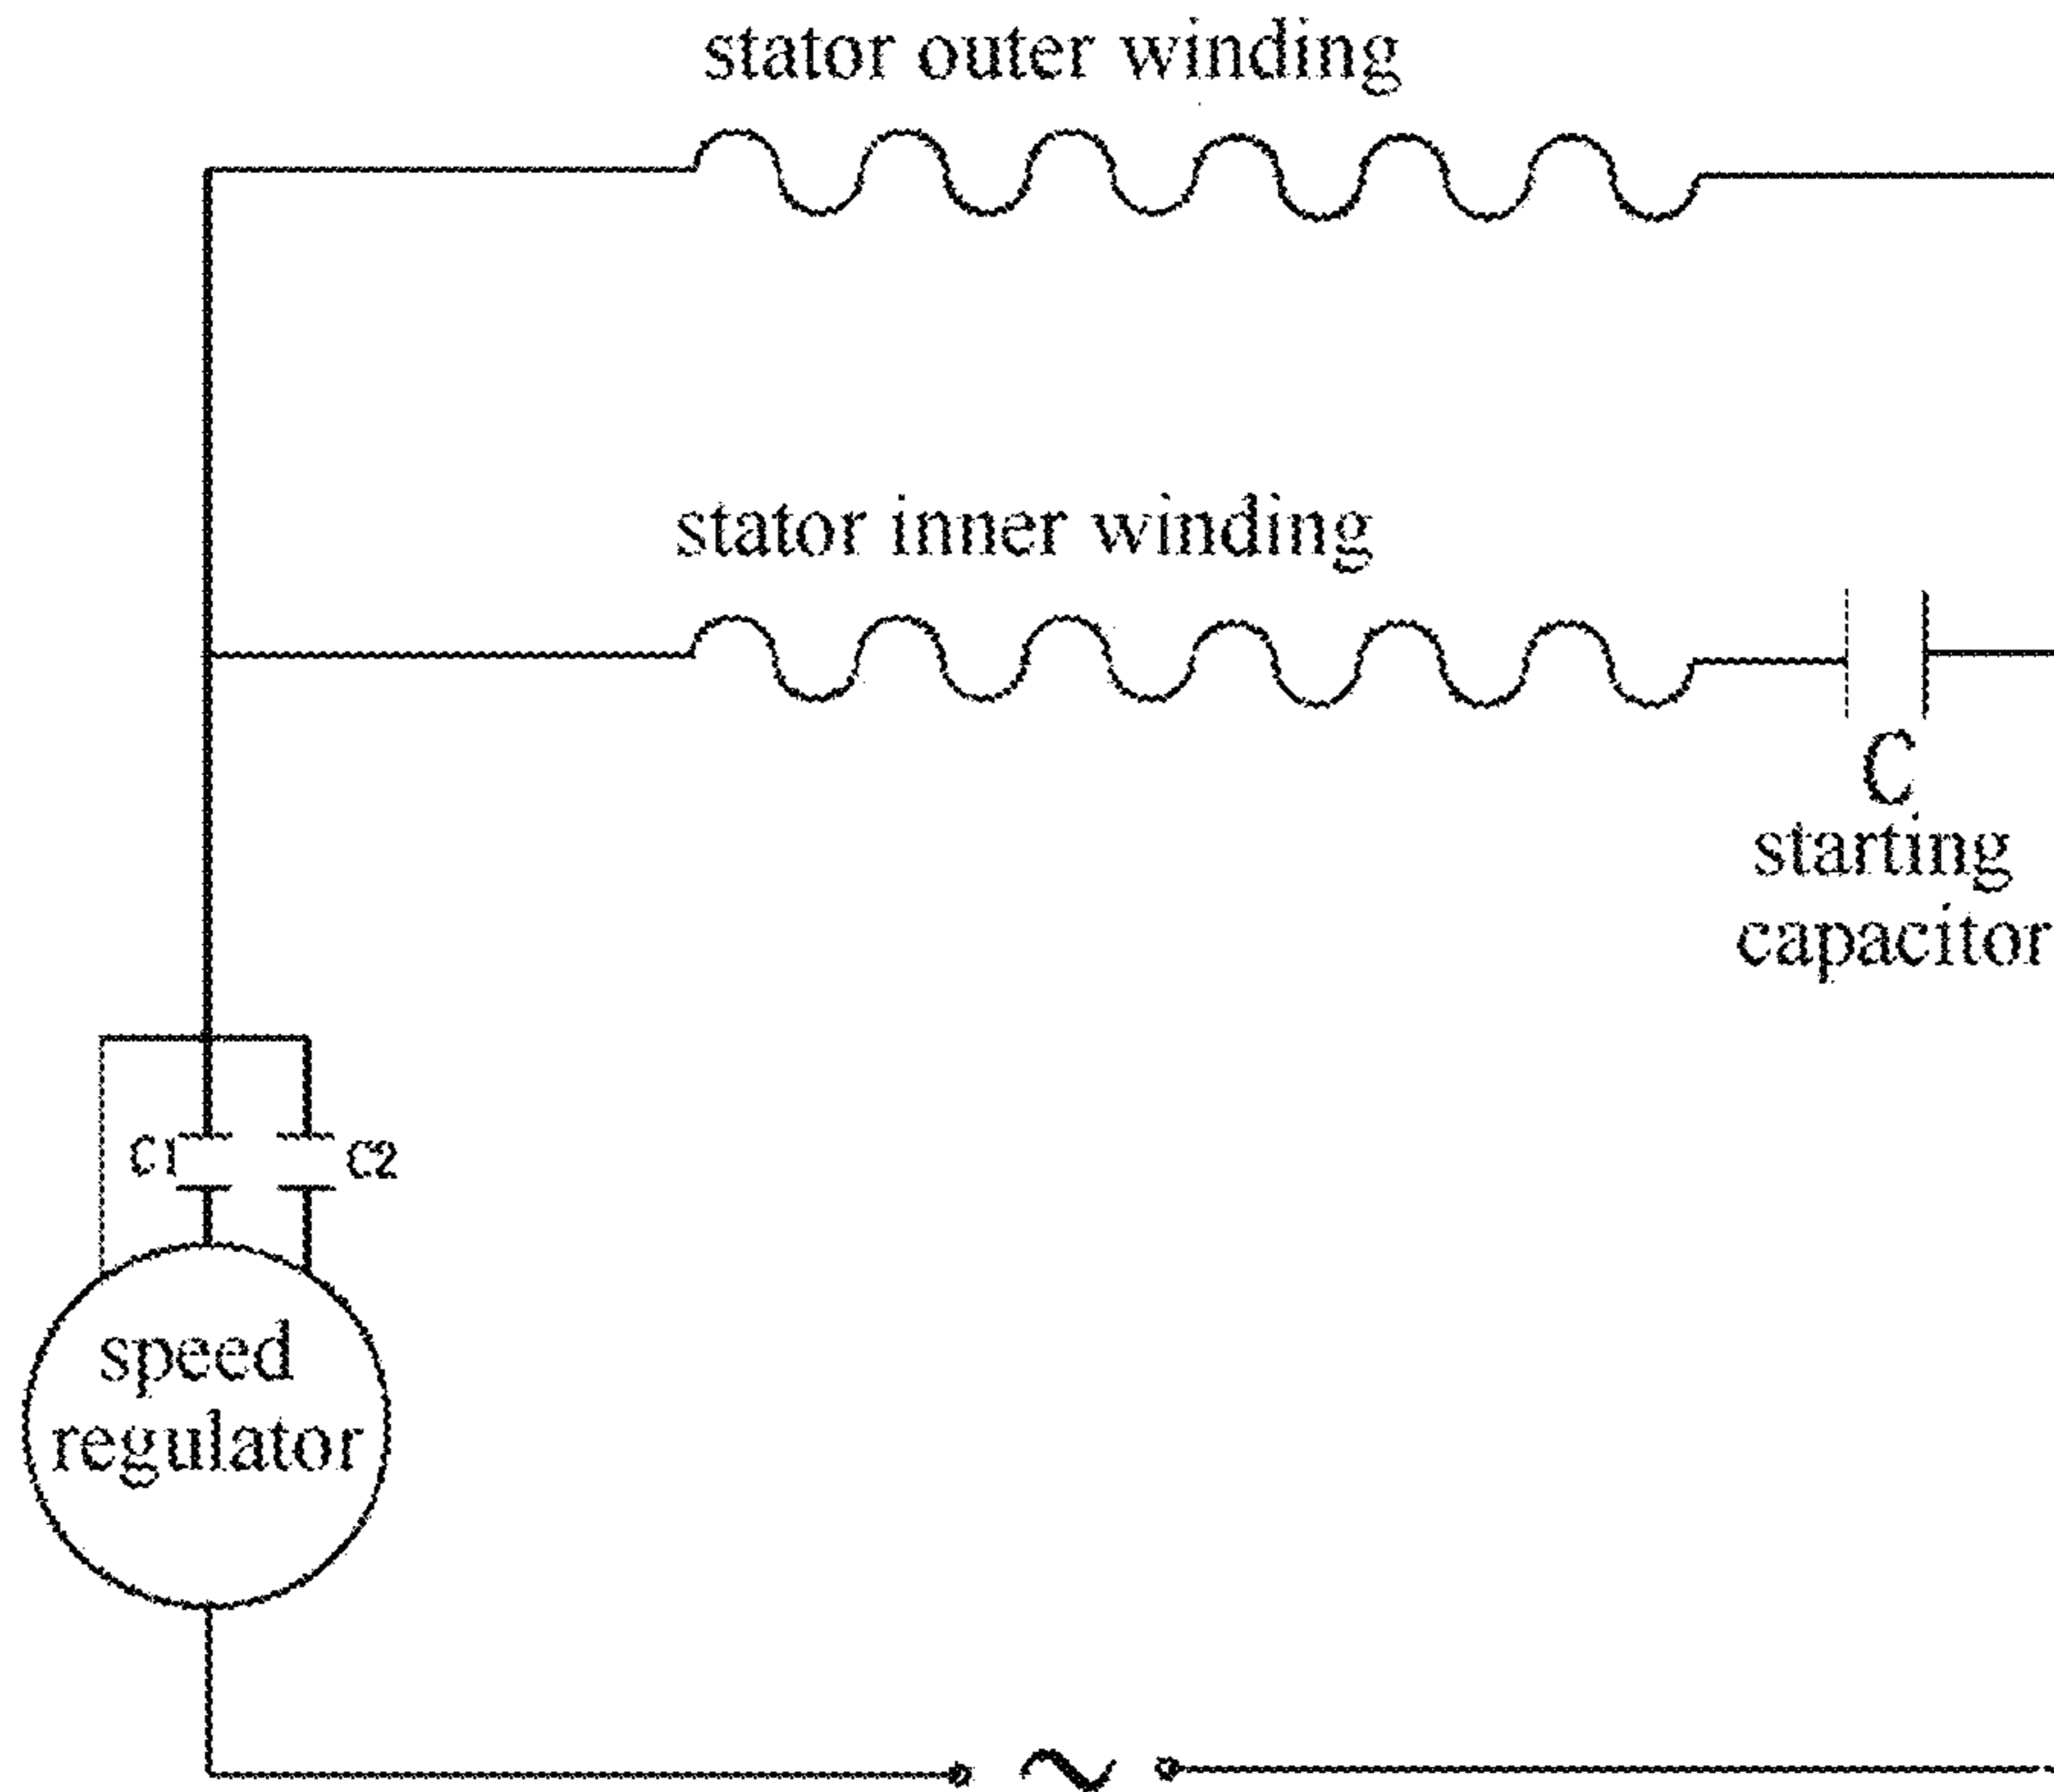 stator outer winding
stator inner winding
C
starting
capacitor
C1
C2
speed
regulator